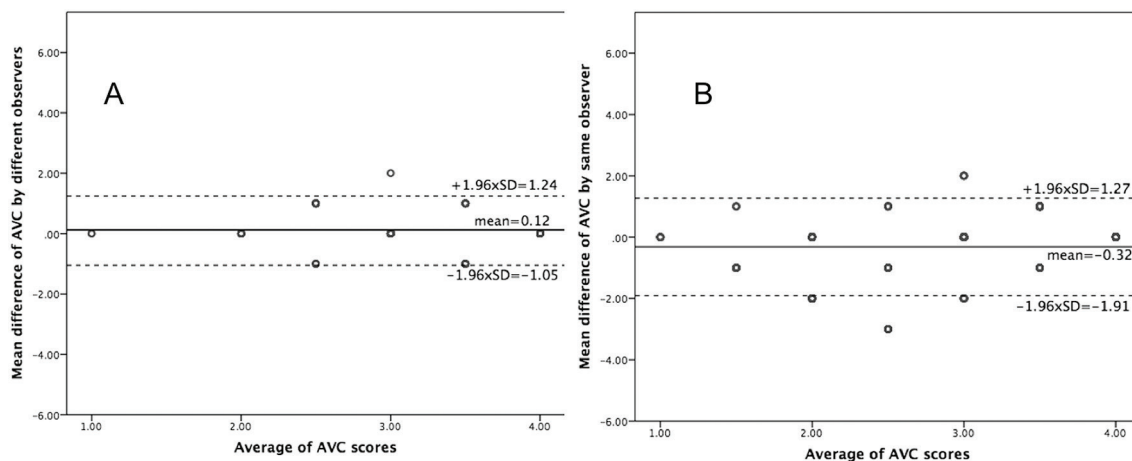 A
Mean difference of AVC by different observers
6.00
4.00
2.00
.00
-2.00
-4.00
-6.00
+1.96xSD=1.24
mean=0.12
-1.96xSD=-1.05
1.00 2.00 3.00 4.00
Average of AVC scores
B
Mean difference of AVC by same observer
6.00
4.00
2.00
.00
-2.00
-4.00
-6.00
+1.96xSD=1.27
mean=-0.32
-1.96xSD=-1.91
1.00 2.00 3.00 4.00
Average of AVC scores